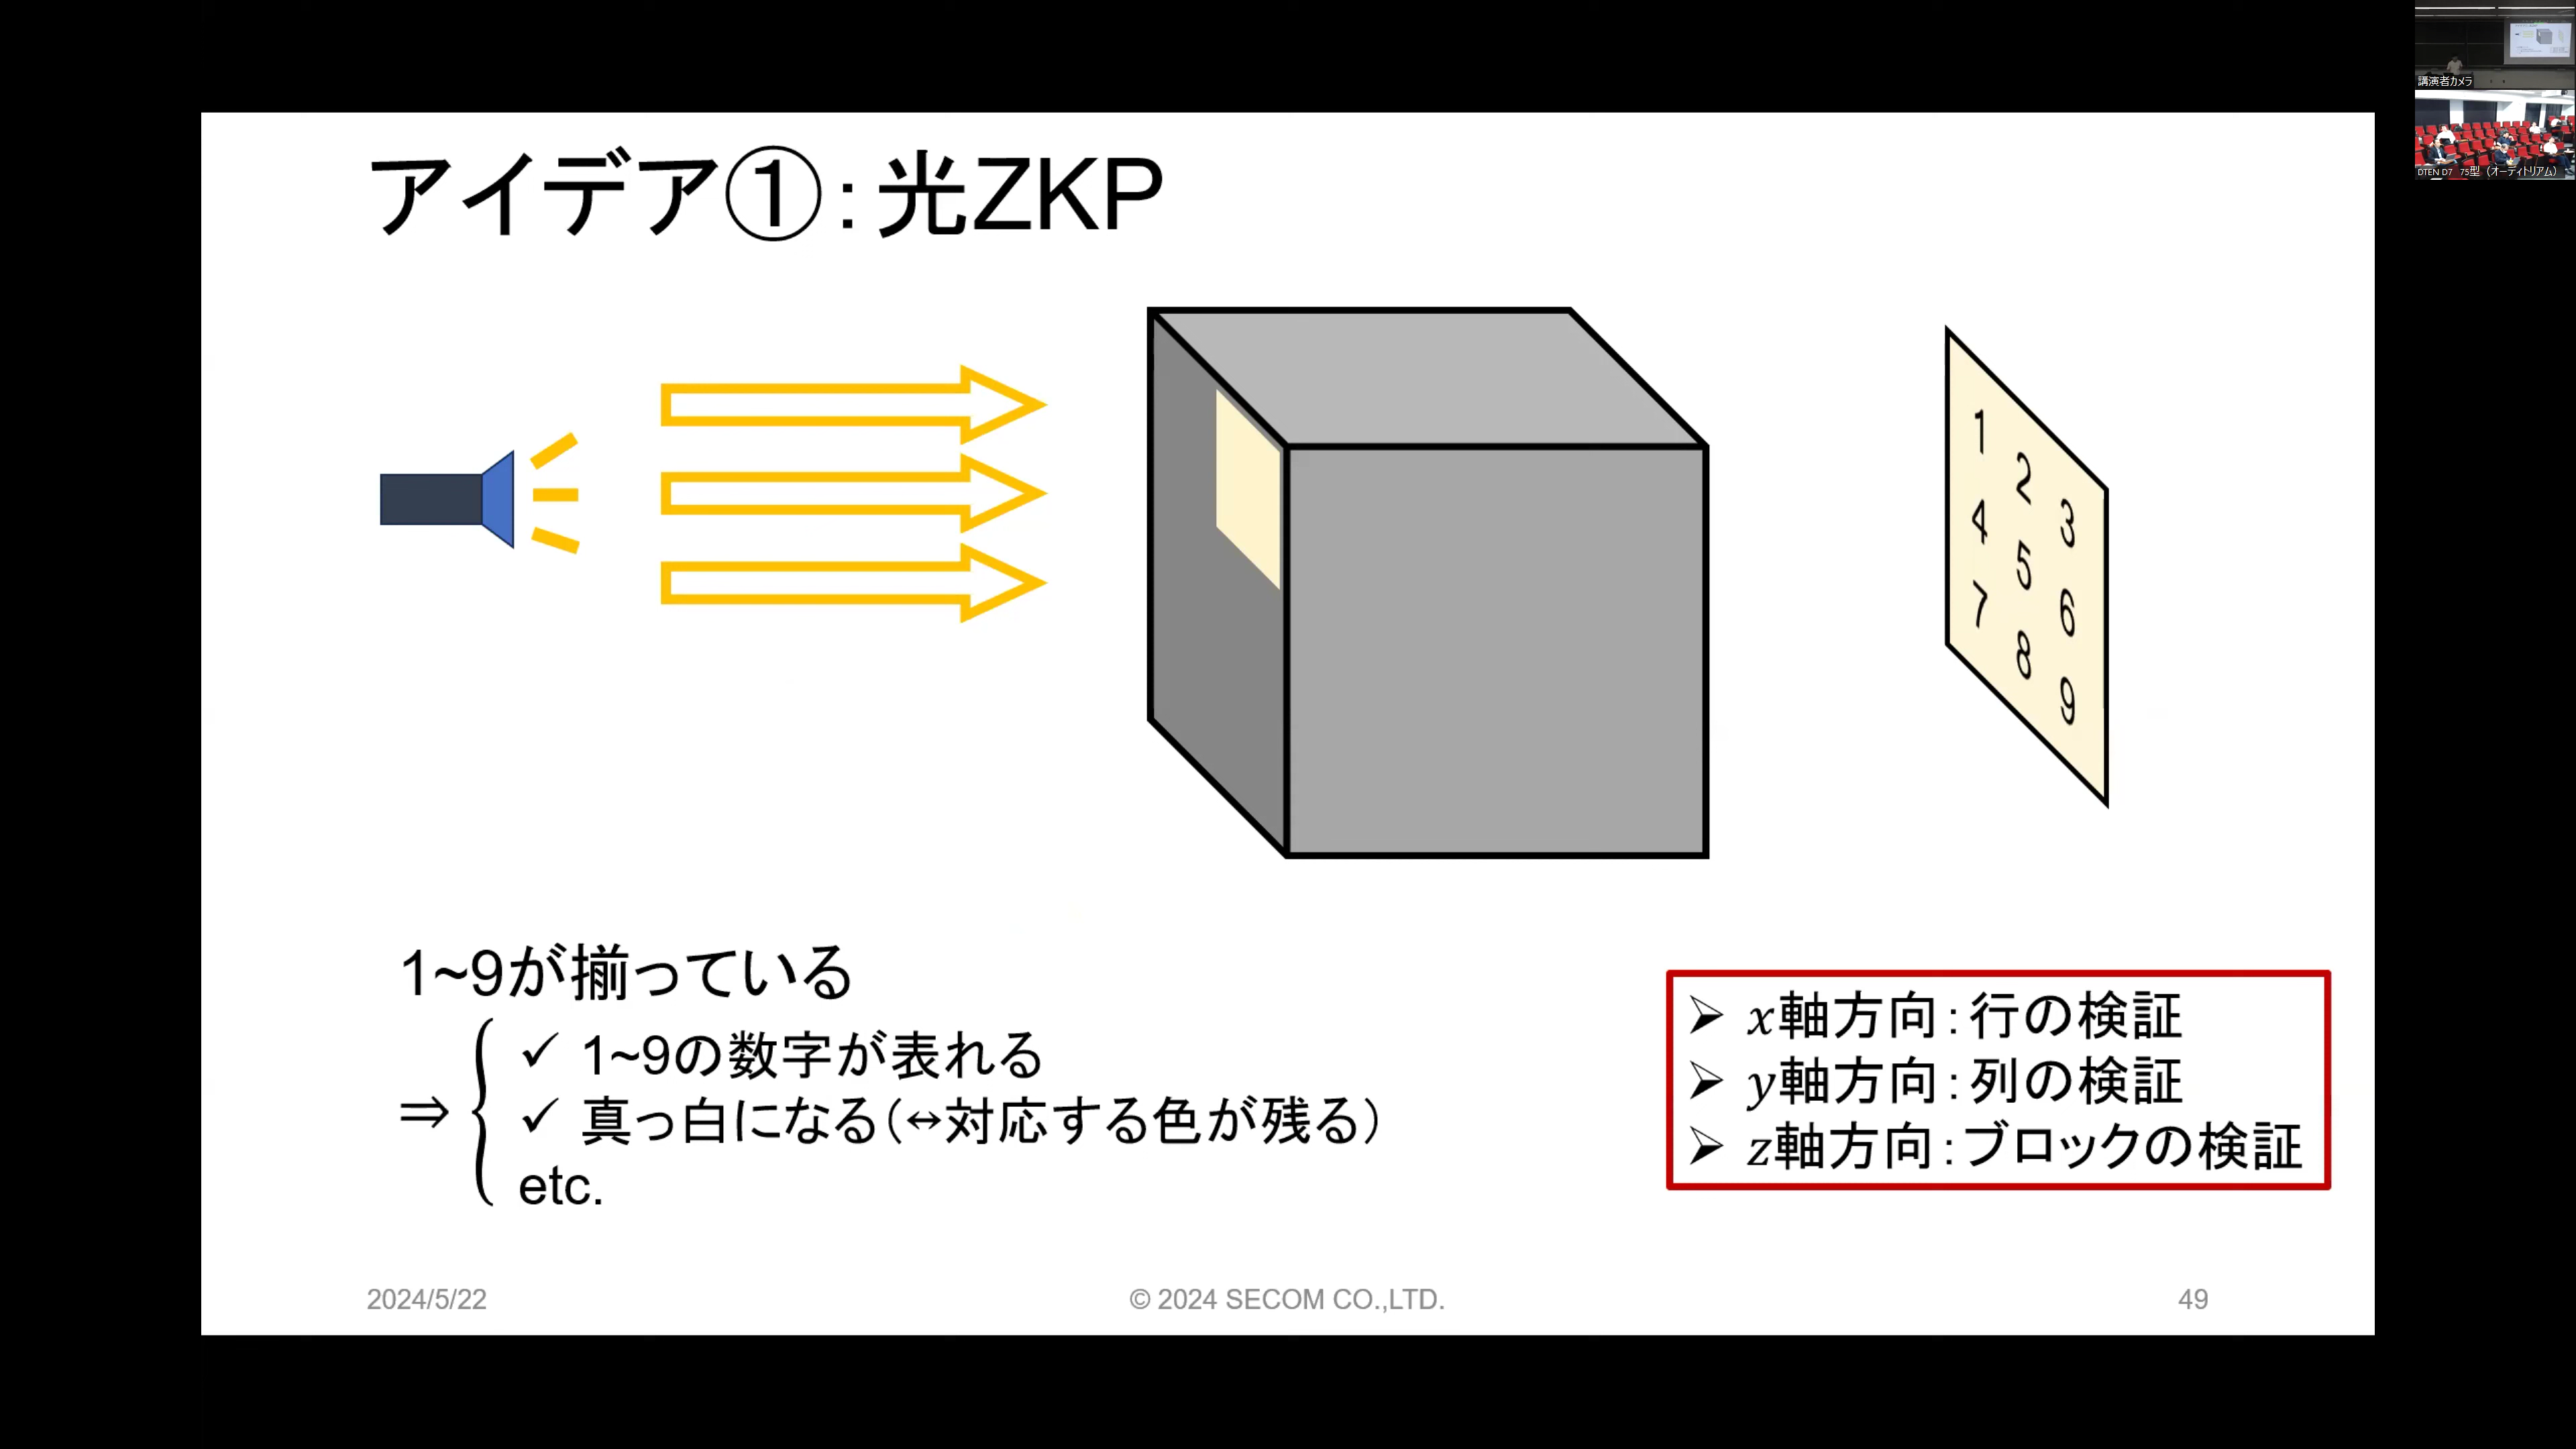 アイデア①：光ZKP
1
2
3
4
5
6
7
8
9
1~9が揃っている
⇒
✓ 1~9の数字が表れる
✓ 真っ白になる（↔対応する色が残る）
etc.
➢ x軸方向：行の検証
➢ y軸方向：列の検証
➢ z軸方向：ブロックの検証
2024/5/22
© 2024 SECOM CO.,LTD.
49
講演者カメラ
DTEN D7 75型（オーディトリアム）